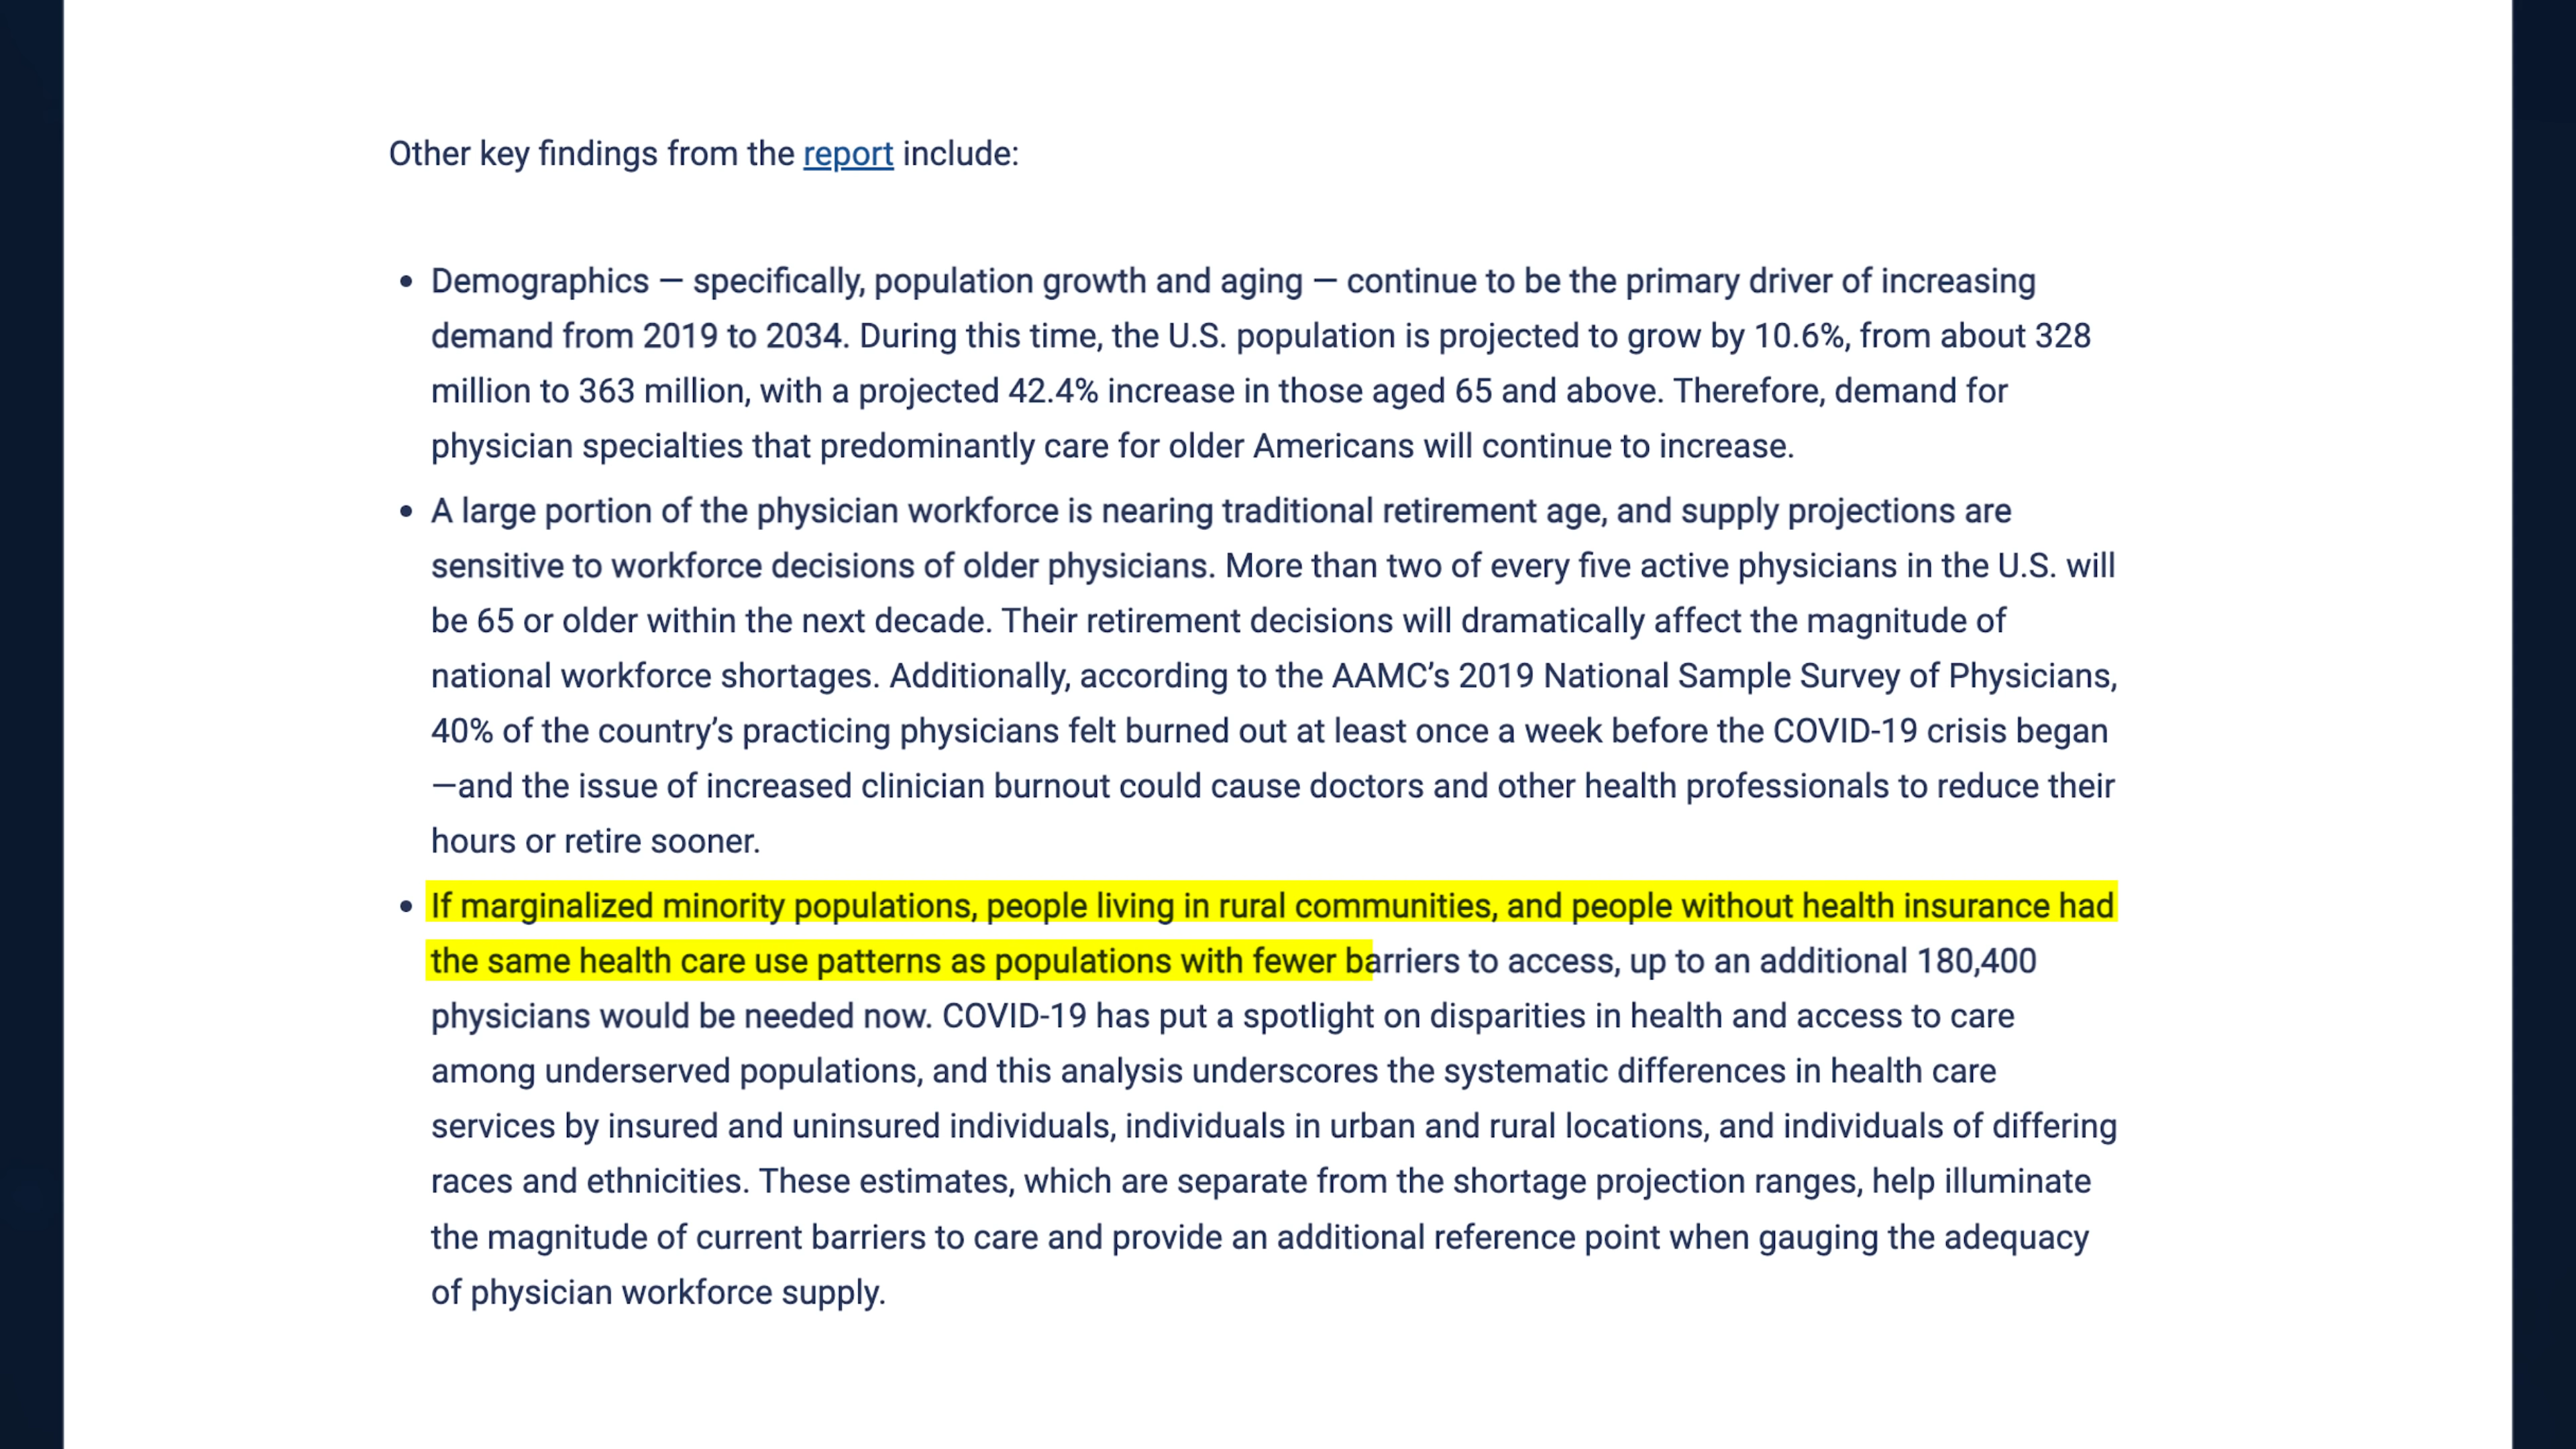 Other key findings from the report include:
• Demographics — specifically, population growth and aging — continue to be the primary driver of increasing
demand from 2019 to 2034. During this time, the U.S. population is projected to grow by 10.6%, from about 328
million to 363 million, with a projected 42.4% increase in those aged 65 and above. Therefore, demand for
physician specialties that predominantly care for older Americans will continue to increase.
• A large portion of the physician workforce is nearing traditional retirement age, and supply projections are
sensitive to workforce decisions of older physicians. More than two of every five active physicians in the U.S. will
be 65 or older within the next decade. Their retirement decisions will dramatically affect the magnitude of
national workforce shortages. Additionally, according to the AAMC’s 2019 National Sample Survey of Physicians,
40% of the country’s practicing physicians felt burned out at least once a week before the COVID-19 crisis began
—and the issue of increased clinician burnout could cause doctors and other health professionals to reduce their
hours or retire sooner.
• If marginalized minority populations, people living in rural communities, and people without health insurance had
the same health care use patterns as populations with fewer barriers to access, up to an additional 180,400
physicians would be needed now. COVID-19 has put a spotlight on disparities in health and access to care
among underserved populations, and this analysis underscores the systematic differences in health care
services by insured and uninsured individuals, individuals in urban and rural locations, and individuals of differing
races and ethnicities. These estimates, which are separate from the shortage projection ranges, help illuminate
the magnitude of current barriers to care and provide an additional reference point when gauging the adequacy
of physician workforce supply.